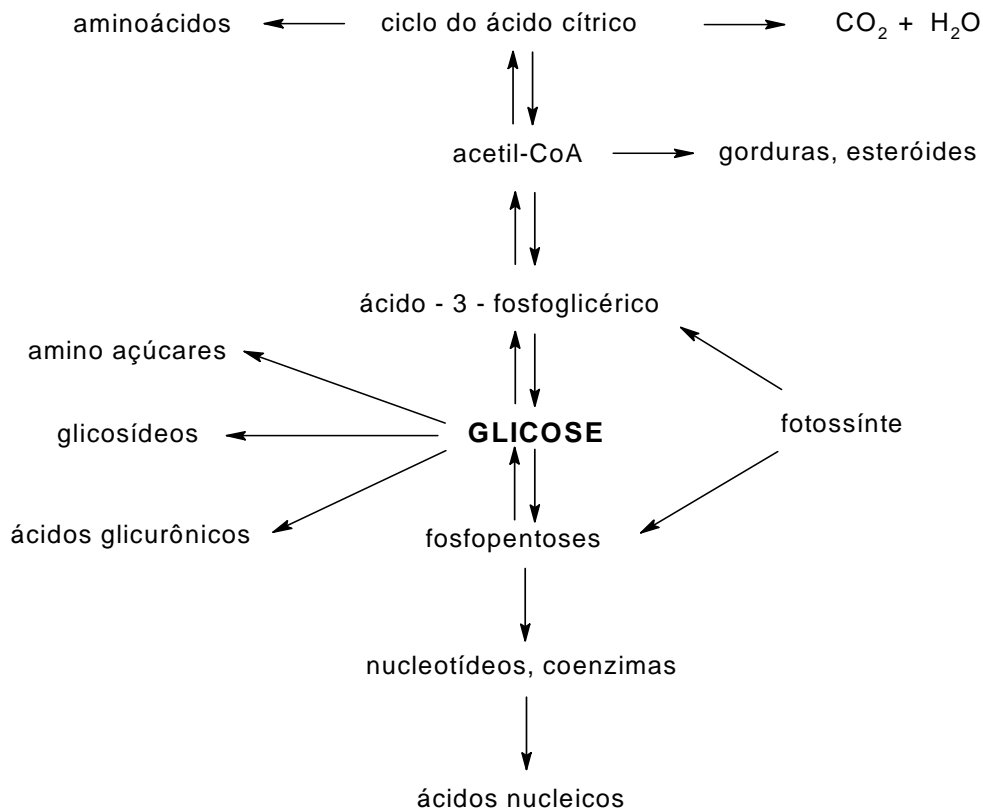 aminoácidos
ciclo do ácido cítrico
CO₂ + H₂O
acetil-CoA
gorduras, esteróides
ácido - 3 - fosfoglicérico
amino açúcares
glicosídeos
GLICOSE
fotossínte
ácidos glicurônicos
fosfopentoses
nucleotídeos, coenzimas
ácidos nucleicos